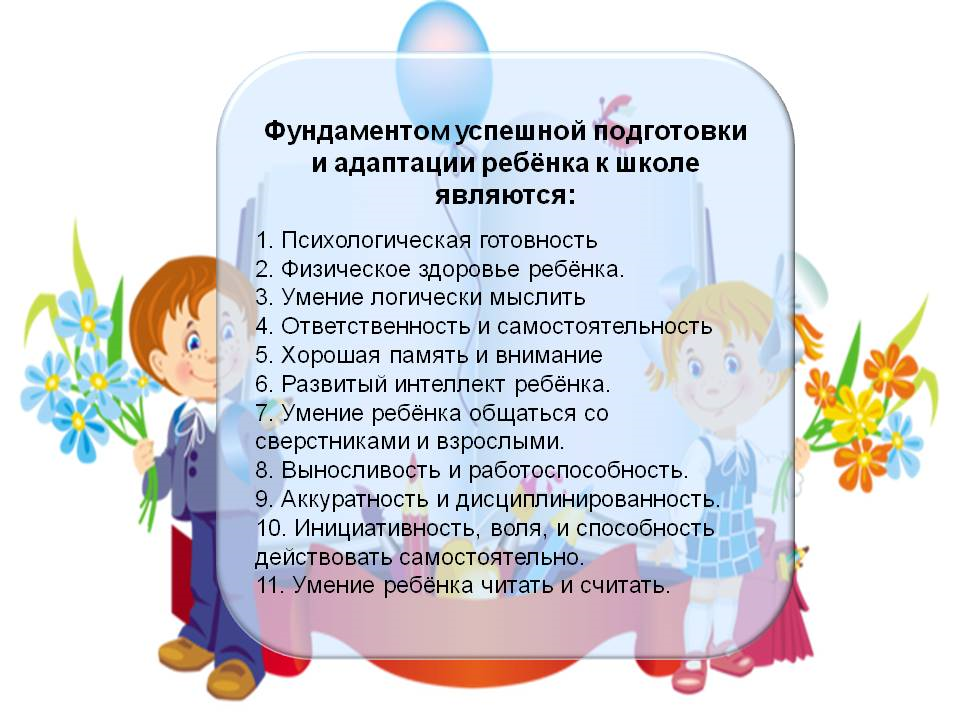 Фундаментом успешной подготовки
и адаптации ребёнка к школе
являются:
1. Психологическая готовность
2. Физическое здоровье ребёнка.
3. Умение логически мыслить
4. Ответственность и самостоятельность
5. Хорошая память и внимание
6. Развитый интеллект ребёнка.
7. Умение ребёнка общаться со
сверстниками и взрослыми.
8. Выносливость и работоспособность.
9. Аккуратность и дисциплинированность.
10. Инициативность, воля, и способность
действовать самостоятельно.
11. Умение ребёнка читать и считать.